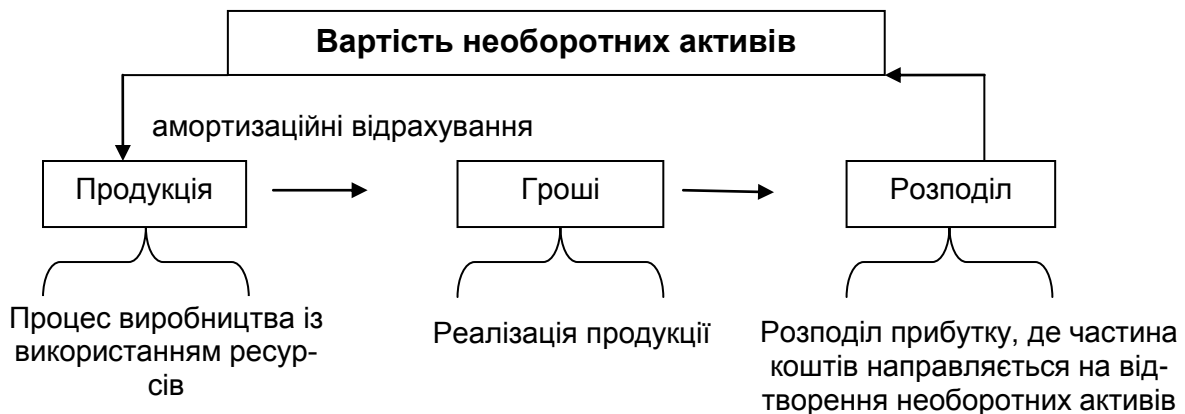 Вартість необоротних активів
амортизаційні відрахування
Продукція
Гроші
Розподіл
Процес виробництва із
використанням ресур-
сів
Реалізація продукції
Розподіл прибутку, де частина
коштів направляється на від-
творення необоротних активів